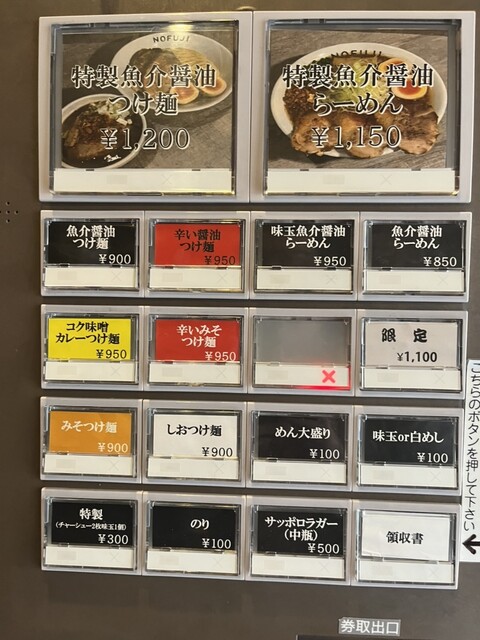 NOFUJI
特製魚介醤油
つけ麺
￥1,200
NOFUJI
特製魚介醤油
らーめん
￥1,150
魚介醤油
つけ麺
￥900
辛い醤油
つけ麺
￥950
味玉魚介醤油
らーめん
￥950
魚介醤油
らーめん
￥850
コク味噌
カレーつけ麺
￥950
辛いみそ
つけ麺
￥950
×
限定
￥1,100
みそつけ麺
￥900
しおつけ麺
￥900
めん大盛り
￥100
味玉or白めし
￥100
特製
(チャーシュー2枚味玉1個)
￥300
のり
￥100
サッポロラガー
(中瓶)
￥500
領収書
こちらのボタンを押して下さい
←
券取出口